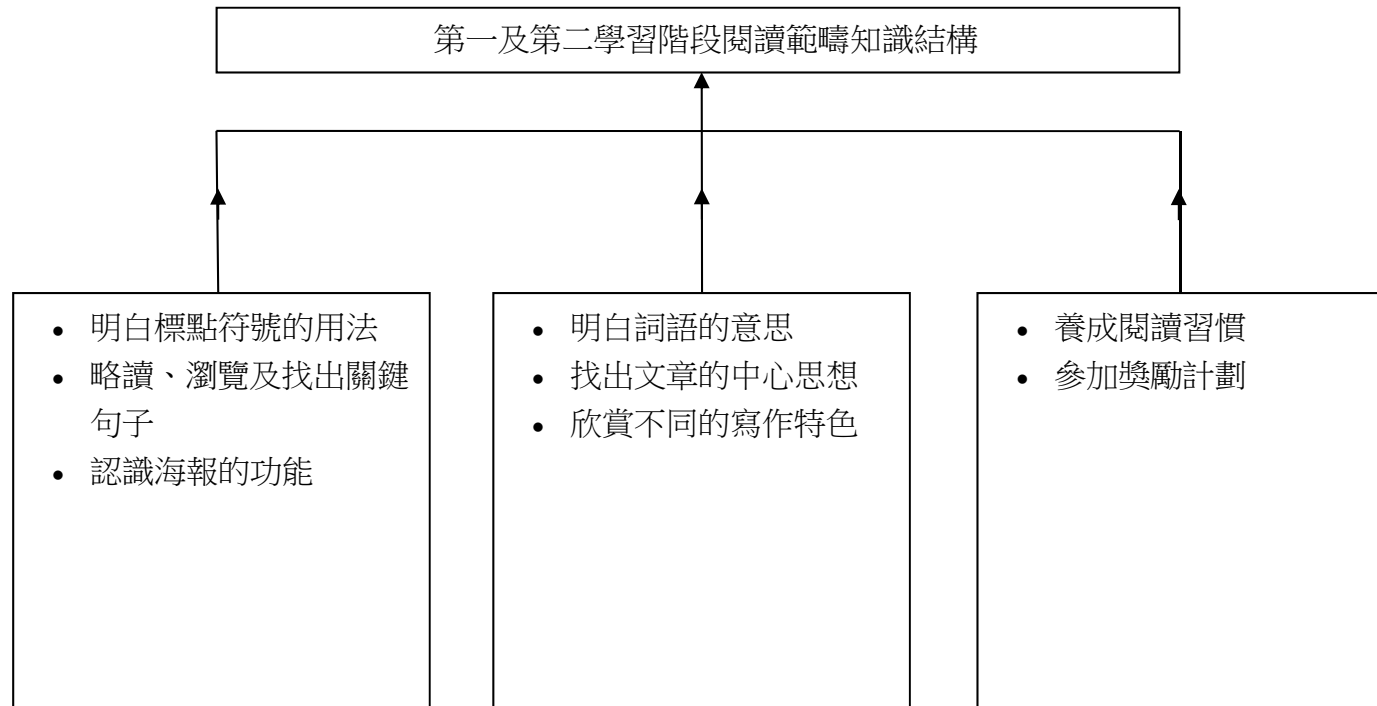 第一及第二學習階段閱讀範疇知識結構
• 明白標點符號的用法
• 略讀、瀏覽及找出關鍵
句子
• 認識海報的功能
• 明白詞語的意思
• 找出文章的中心思想
• 欣賞不同的寫作特色
• 養成閱讀習慣
• 參加獎勵計劃